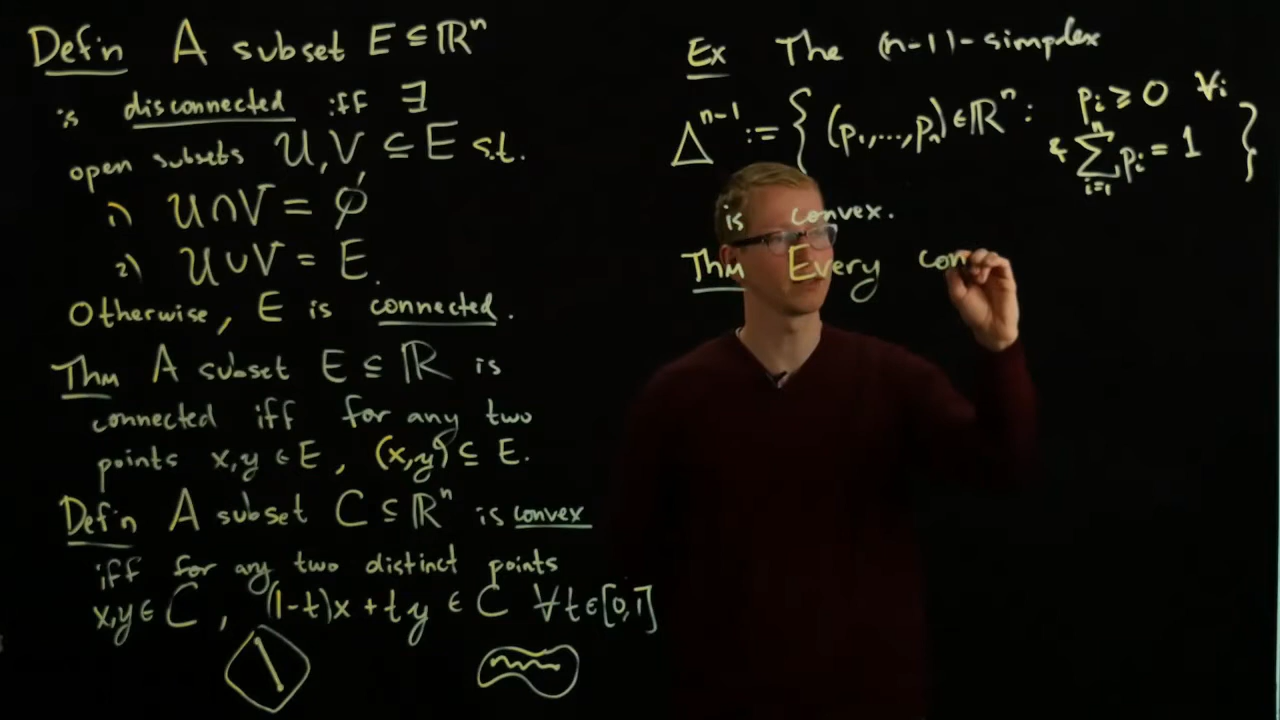 Def'n A subset E ⊆ ℝⁿ
is disconnected iff ∃
open subsets U, V ⊆ E s.t.
1) U ∩ V = ∅
2) U ∪ V = E.
Otherwise, E is connected.
Thm A subset E ⊆ ℝ is
connected iff for any two
points x,y ∈ E, (x,y) ⊆ E.
Def'n A subset C ⊆ ℝⁿ is convex
iff for any two distinct points
x,y ∈ C, (1-t)x + ty ∈ C ∀t∈[0,1]
Ex The (n-1)-simplex
Δⁿ⁻¹ := { (p₁,...,pₙ) ∈ ℝⁿ : pᵢ ≥ 0 ∀i & ∑ᵢ₌₁ⁿ pᵢ = 1 }
is convex.
Thm Every con